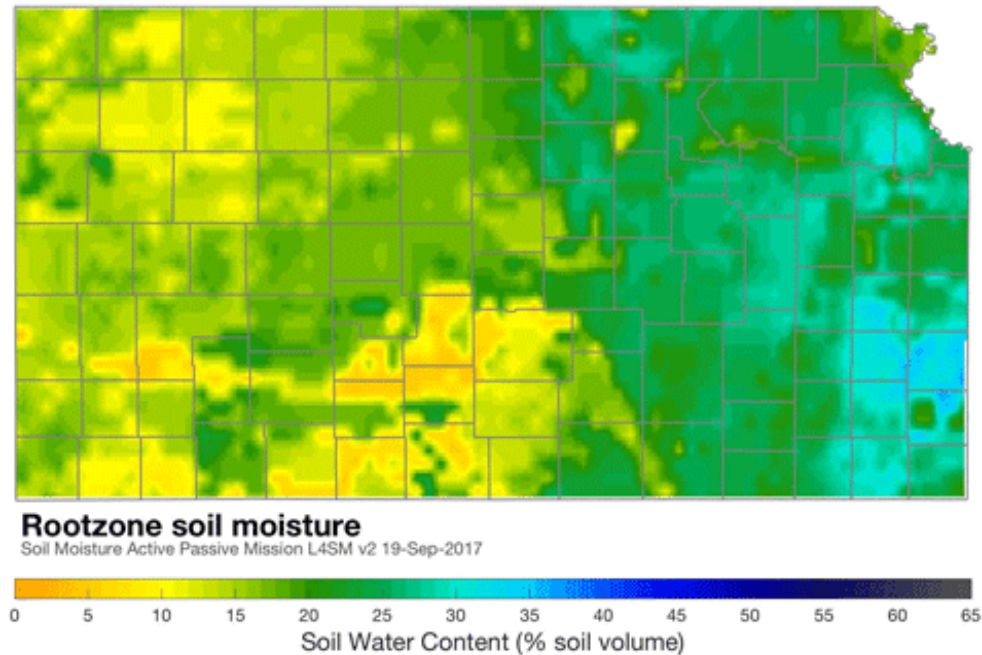 Rootzone soil moisture
Soil Moisture Active Passive Mission L4SM v2 19-Sep-2017
0 5 10 15 20 25 30 35 40 45 50 55 60 65
Soil Water Content (% soil volume)